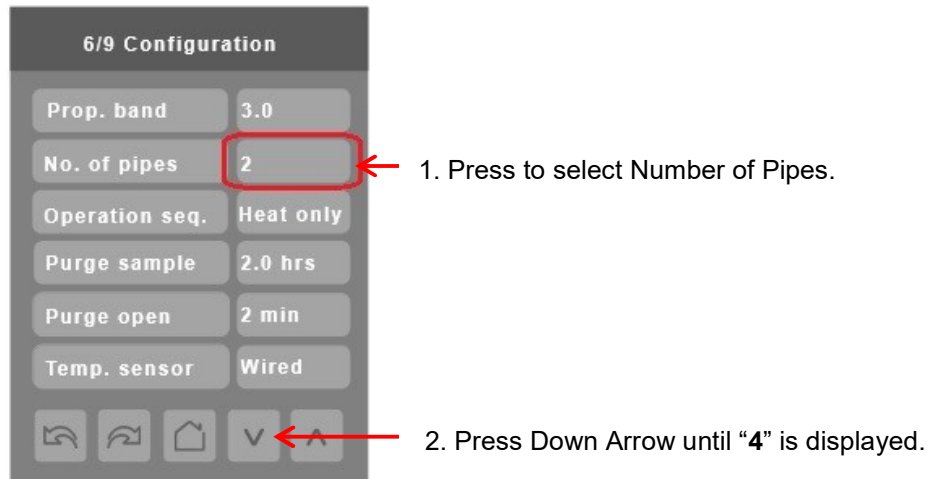 6/9 Configuration
Prop. band 3.0
No. of pipes 2
1. Press to select Number of Pipes.
Operation seq. Heat only
Purge sample 2.0 hrs
Purge open 2 min
Temp. sensor Wired
2. Press Down Arrow until “4” is displayed.